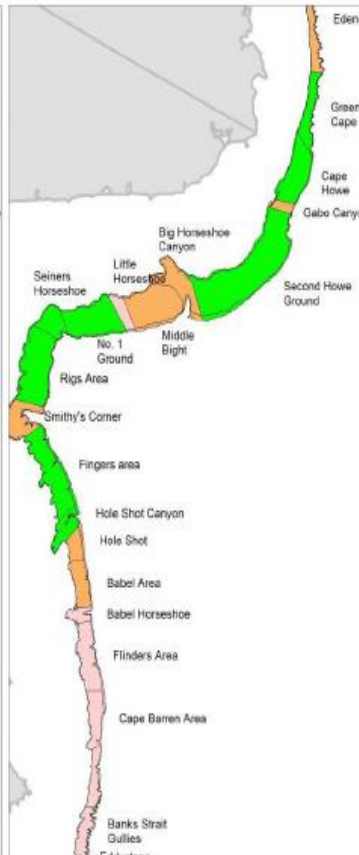 Eden
Green
Cape
Cape
Howe
Gabo Cany
Big Horseshoe
Canyon
Little
Horseshoe
Seiners
Horseshoe
Second Howe
Ground
Middle
Bight
No. 1
Ground
Rigs Area
Smithy's Corner
Fingers area
Hole Shot Canyon
Hole Shot
Babel Area
Babel Horseshoe
Flinders Area
Cape Barren Area
Banks Strait
Gullies